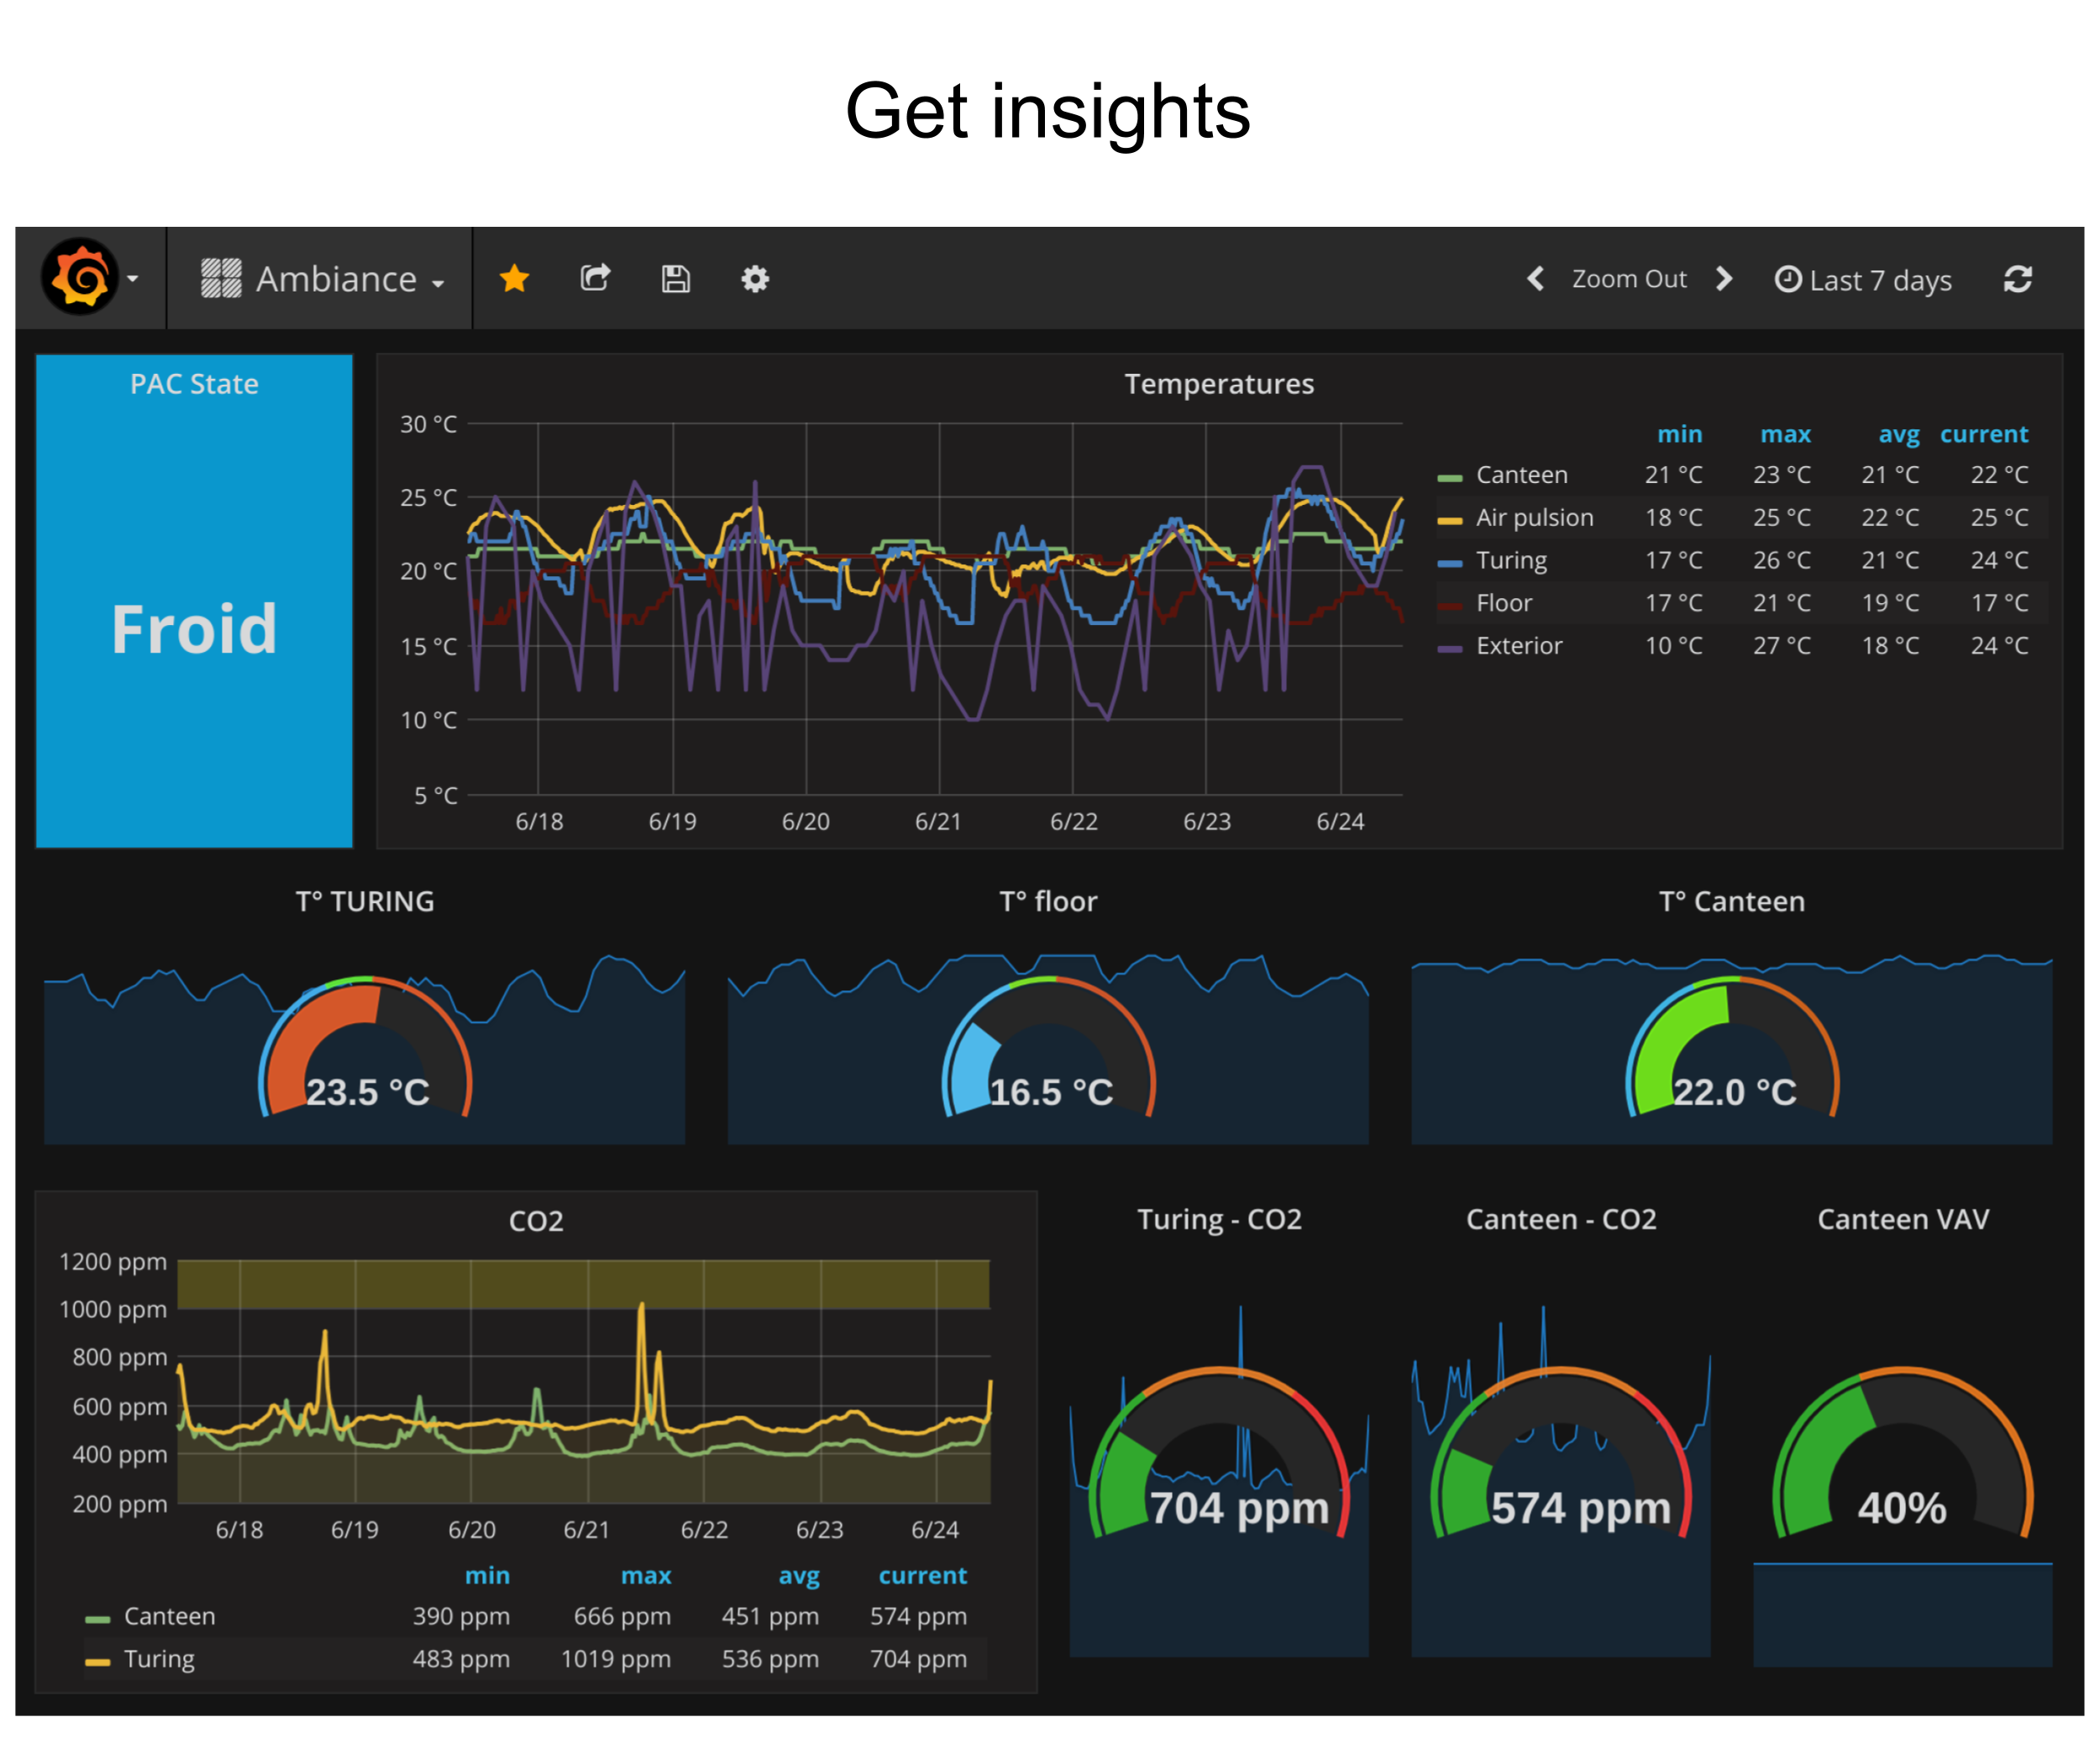 Get insights
Ambiance
Zoom Out
Last 7 days
PAC State
Froid
Temperatures
30 °C
25 °C
20 °C
15 °C
10 °C
5 °C
6/18 6/19 6/20 6/21 6/22 6/23 6/24
min max avg current
Canteen 21 °C 23 °C 21 °C 22 °C
Air pulsion 18 °C 25 °C 22 °C 25 °C
Turing 17 °C 26 °C 21 °C 24 °C
Floor 17 °C 21 °C 19 °C 17 °C
Exterior 10 °C 27 °C 18 °C 24 °C
T° TURING
23.5 °C
T° floor
16.5 °C
T° Canteen
22.0 °C
CO2
1200 ppm
1000 ppm
800 ppm
600 ppm
400 ppm
200 ppm
6/18 6/19 6/20 6/21 6/22 6/23 6/24
min max avg current
Canteen 390 ppm 666 ppm 451 ppm 574 ppm
Turing 483 ppm 1019 ppm 536 ppm 704 ppm
Turing - CO2
704 ppm
Canteen - CO2
574 ppm
Canteen VAV
40%